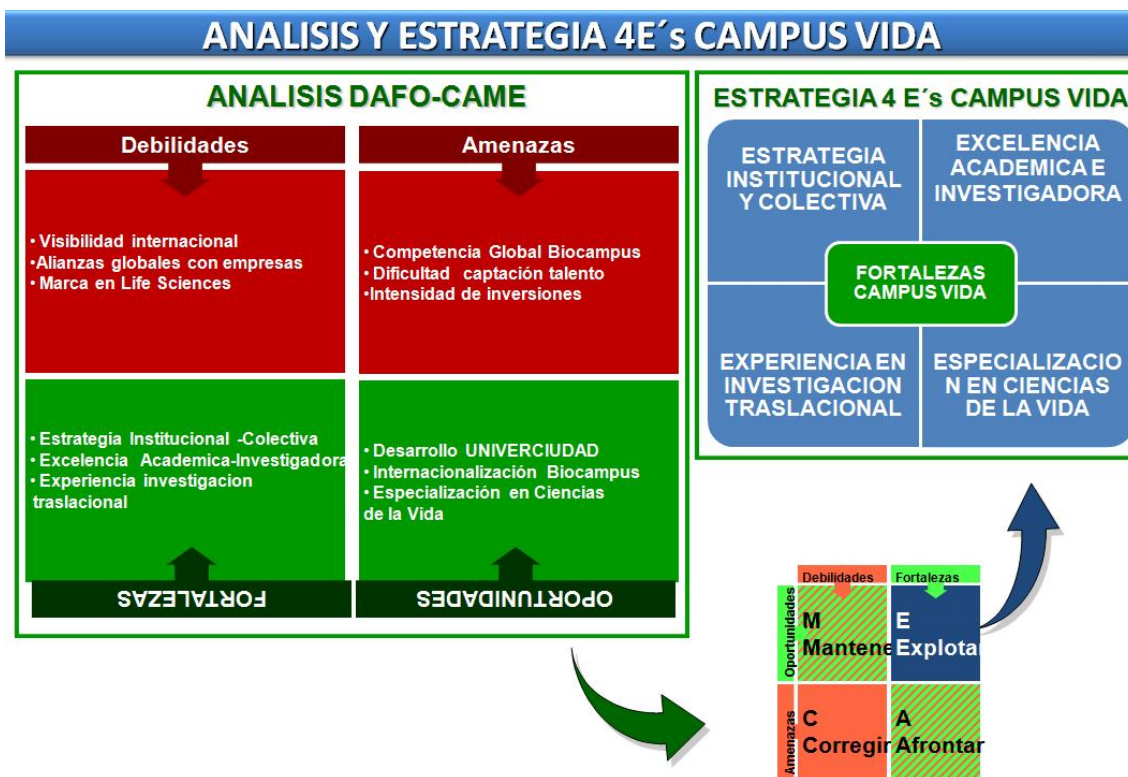 ANALISIS Y ESTRATEGIA 4E´s CAMPUS VIDA
ANALISIS DAFO-CAME
Debilidades
Amenazas
• Visibilidad internacional
• Alianzas globales con empresas
• Marca en Life Sciences
• Competencia Global Biocampus
• Dificultad captación talento
• Intensidad de inversiones
• Estrategia Institucional -Colectiva
• Excelencia Academica-Investigadora
• Experiencia investigacion
traslacional
• Desarrollo UNIVERCIUDAD
• Internacionalización Biocampus
• Especialización en Ciencias
de la Vida
FORTALEZAS
OPORTUNIDADES
ESTRATEGIA 4 E´s CAMPUS VIDA
ESTRATEGIA
INSTITUCIONAL
Y COLECTIVA
EXCELENCIA
ACADEMICA E
INVESTIGADORA
FORTALEZAS
CAMPUS VIDA
EXPERIENCIA EN
INVESTIGACION
TRASLACIONAL
ESPECIALIZACIO
N EN CIENCIAS
DE LA VIDA
Debilidades
Fortalezas
Oportunidades
M
Mantene
E
Explotar
Amenazas
C
Corregir
A
Afrontar